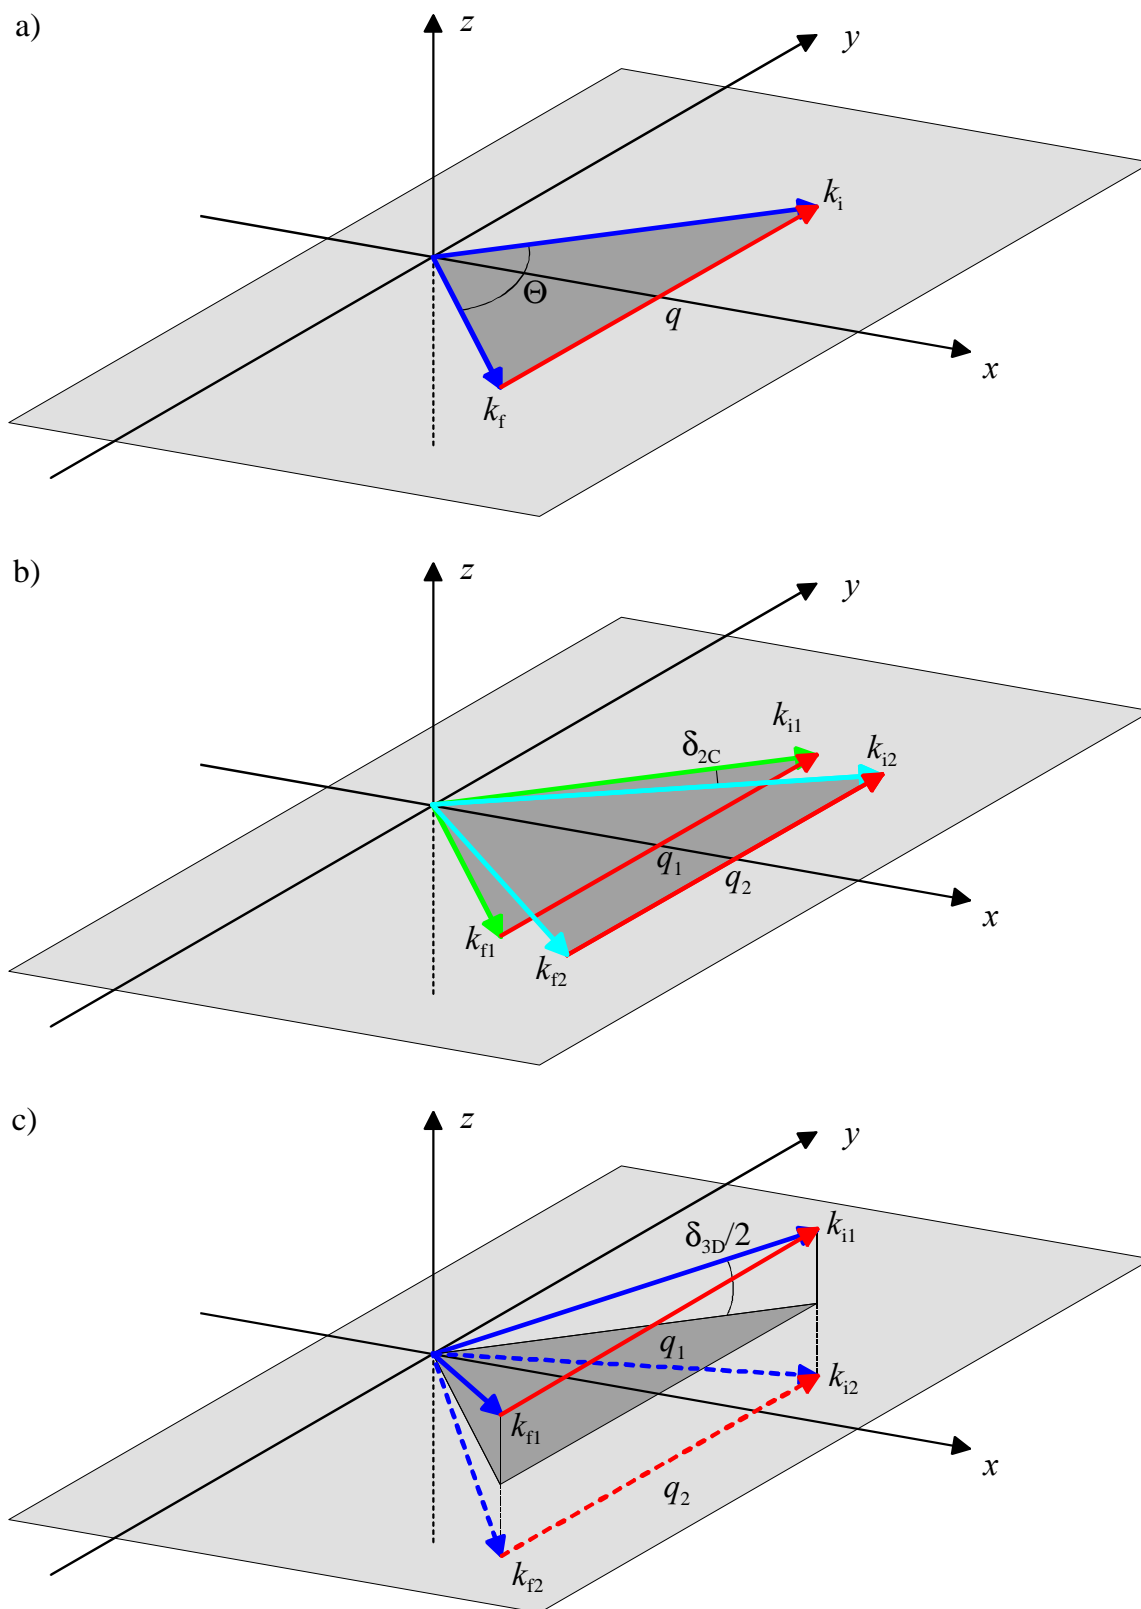 a)
z
y
k_i
Θ
q
x
k_f
b)
z
y
k_i1
δ_2C
k_i2
q_1
q_2
x
k_f1
k_f2
c)
z
y
k_i1
δ_3D/2
q_1
k_i2
k_f1
x
q_2
k_f2